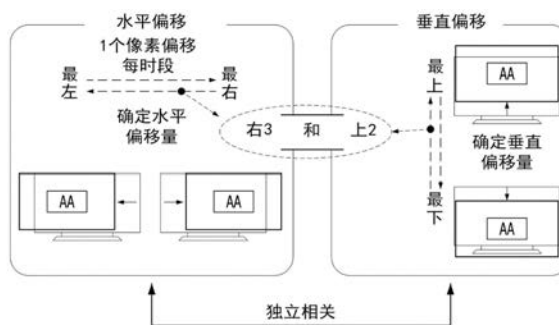 水平偏移
1个像素偏移
每时段
最左
最右
确定水平
偏移量
右3 和 上2
AA
AA
垂直偏移
最上
AA
确定垂直
偏移量
最下
AA
独立相关